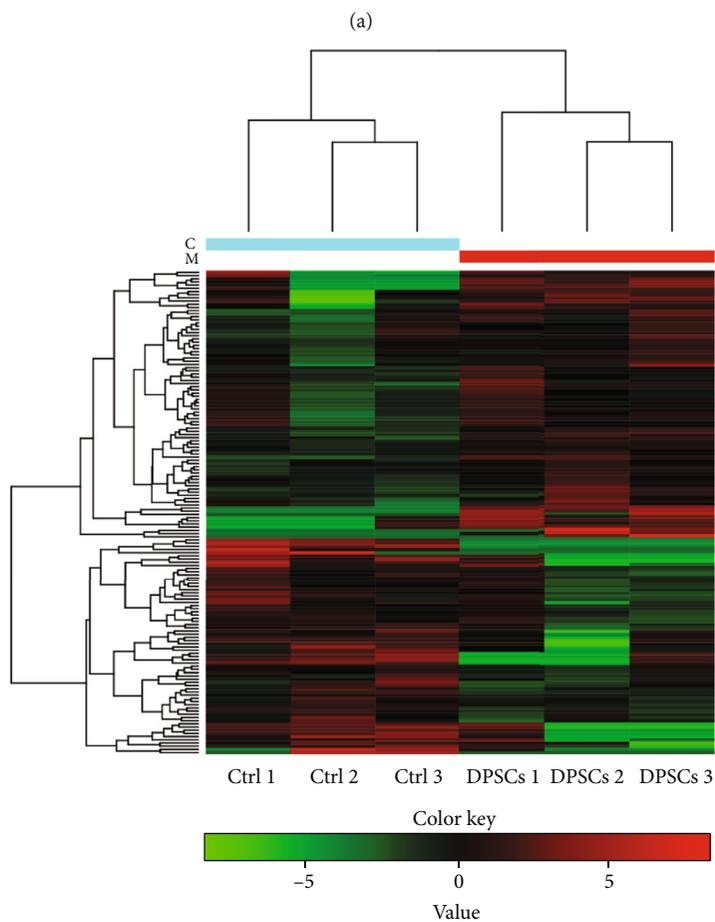 (a)
C
M
Ctrl 1 Ctrl 2 Ctrl 3 DPSCs 1 DPSCs 2 DPSCs 3
Color key
–5 0 5
Value